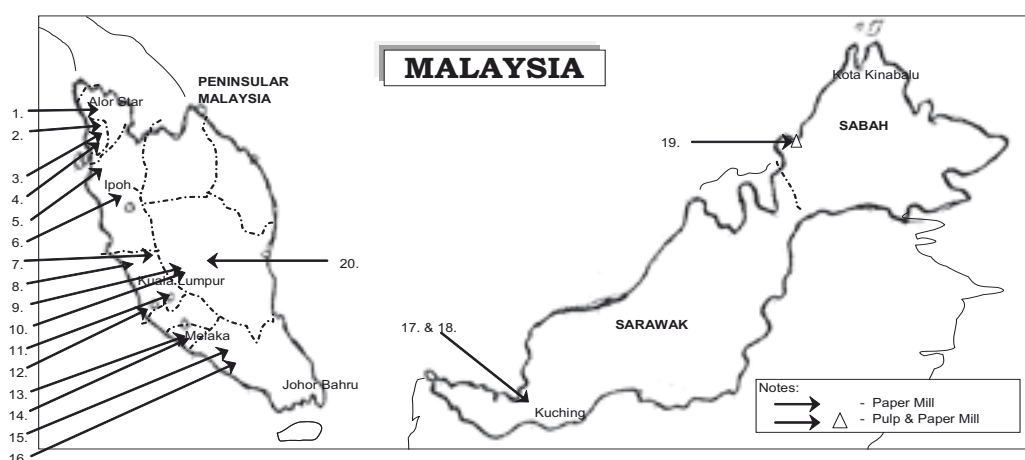 MALAYSIA
PENINSULAR
MALAYSIA
Alor Star
Ipoh
Kuala Lumpur
Melaka
Johor Bahru
1.
2.
3.
4.
5.
6.
7.
8.
9.
10.
11.
12.
13.
14.
15.
16.
20.
Kota Kinabalu
SABAH
19.
SARAWAK
17. & 18.
Kuching
Notes:
- Paper Mill
- Pulp & Paper Mill